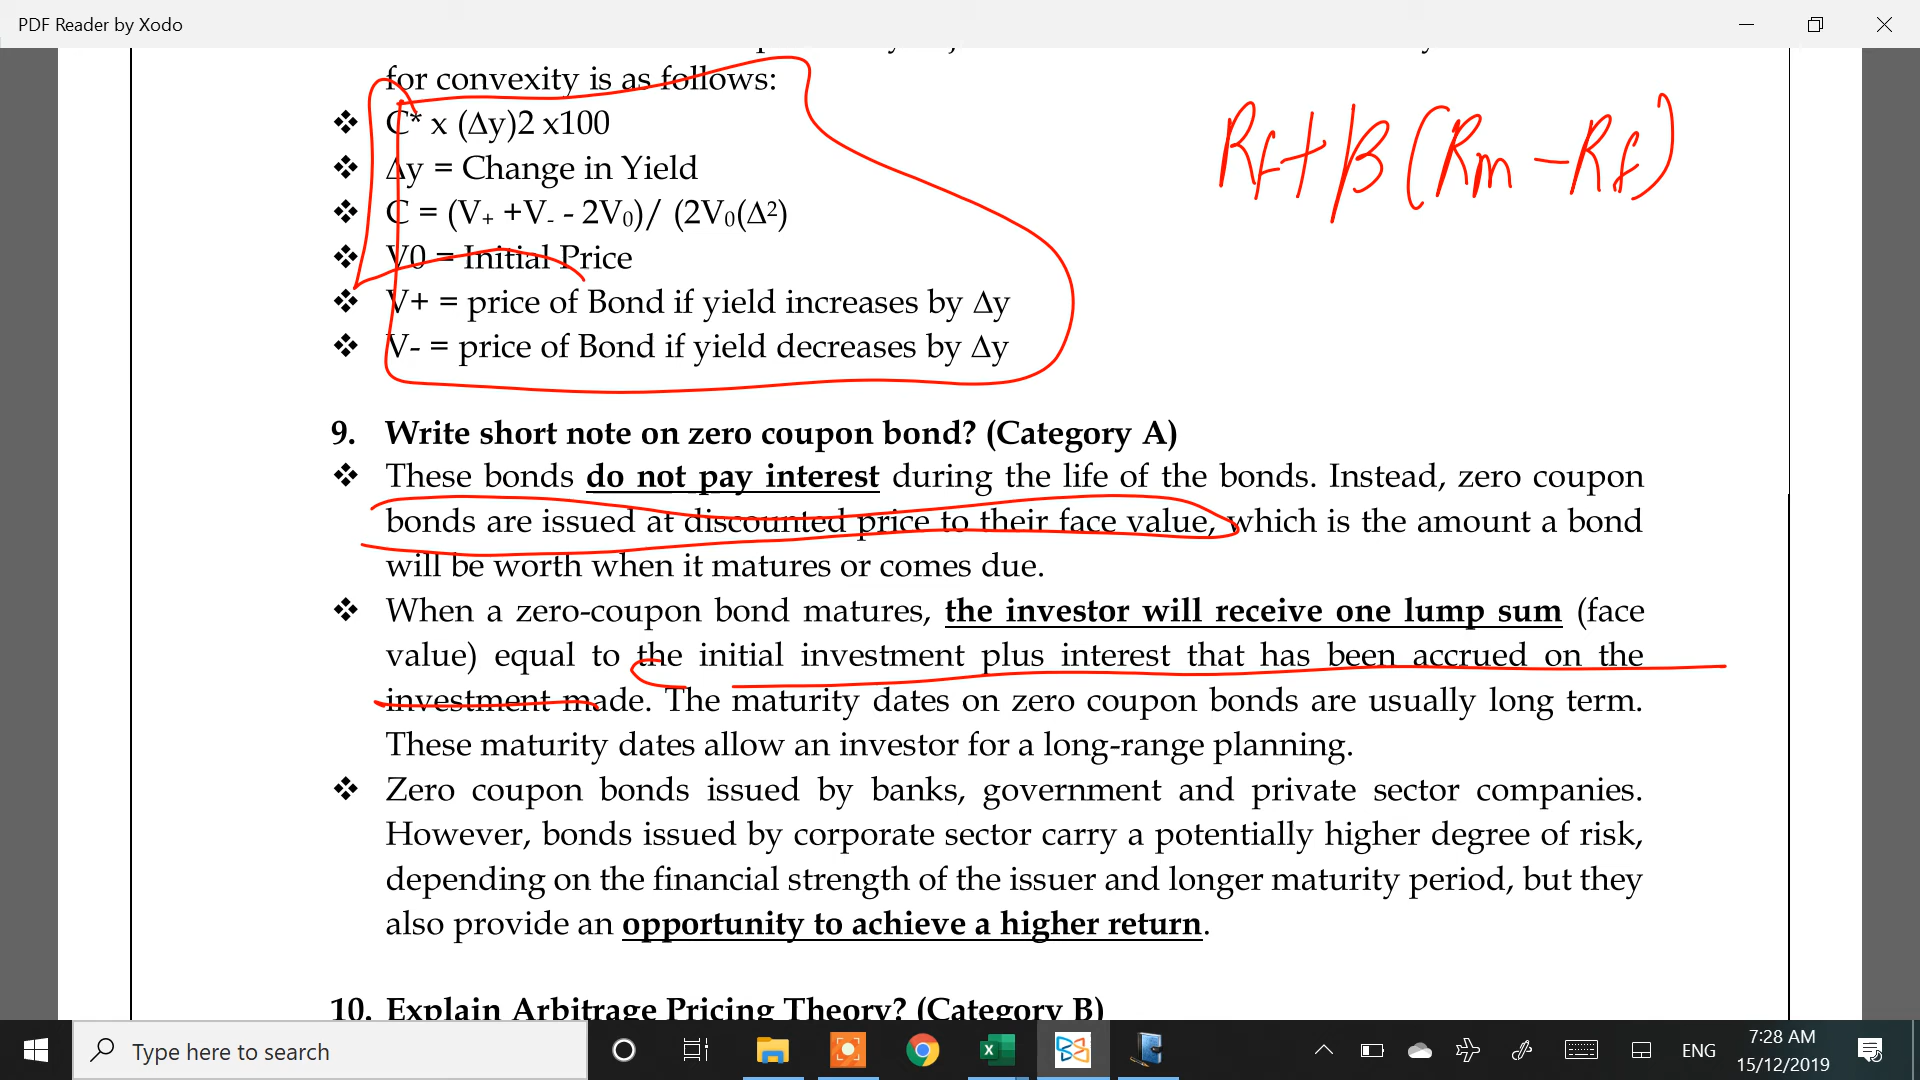 PDF Reader by Xodo
for convexity is as follows:
❖ C* x (Δy)2 x100
❖ Δy = Change in Yield
❖ C = (V₊ +V₋ - 2V₀)/ (2V₀(Δ²)
❖ V0 = Initial Price
❖ V+ = price of Bond if yield increases by Δy
❖ V- = price of Bond if yield decreases by Δy
Rf + β (Rm - Rf)
9. Write short note on zero coupon bond? (Category A)
❖ These bonds do not pay interest during the life of the bonds. Instead, zero coupon
bonds are issued at discounted price to their face value, which is the amount a bond
will be worth when it matures or comes due.
❖ When a zero-coupon bond matures, the investor will receive one lump sum (face
value) equal to the initial investment plus interest that has been accrued on the
investment made. The maturity dates on zero coupon bonds are usually long term.
These maturity dates allow an investor for a long-range planning.
❖ Zero coupon bonds issued by banks, government and private sector companies.
However, bonds issued by corporate sector carry a potentially higher degree of risk,
depending on the financial strength of the issuer and longer maturity period, but they
also provide an opportunity to achieve a higher return.
10. Explain Arbitrage Pricing Theory? (Category B)
Type here to search
ENG
7:28 AM
15/12/2019